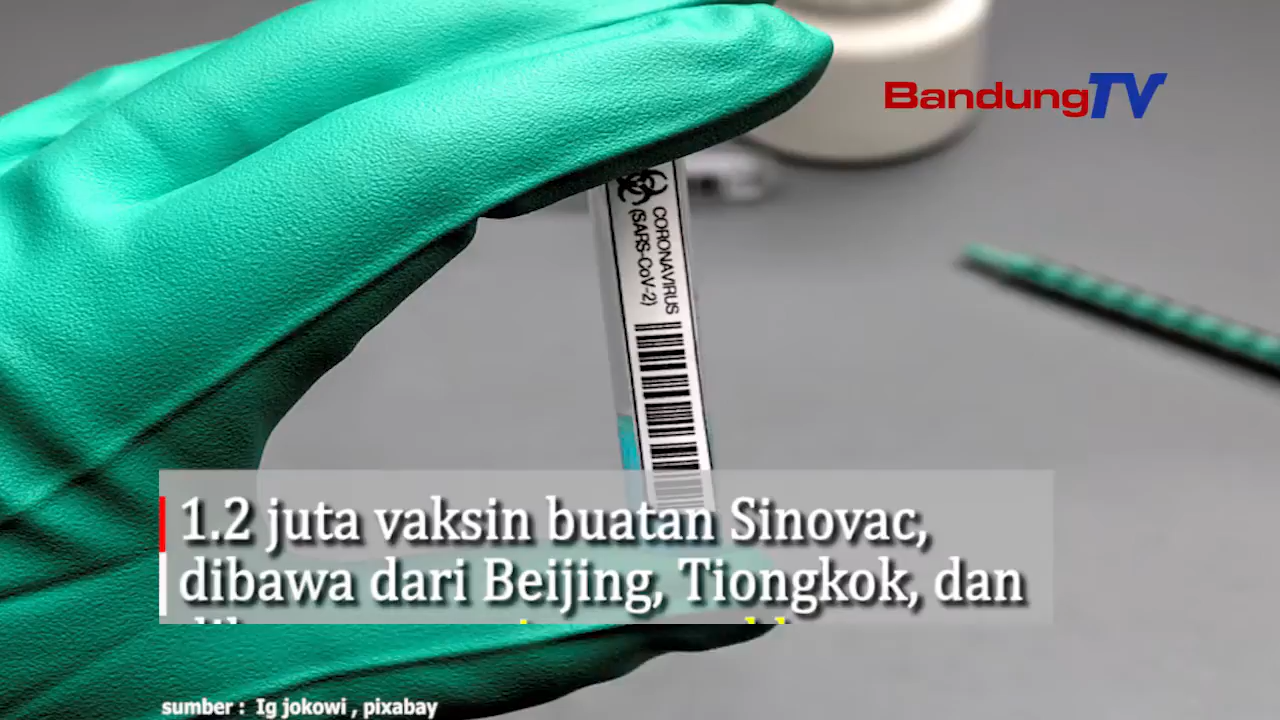 BandungTV
CORONAVIRUS
(SARS-CoV-2)
1.2 juta vaksin buatan Sinovac,
dibawa dari Beijing, Tiongkok, dan
sumber : Ig jokowi , pixabay